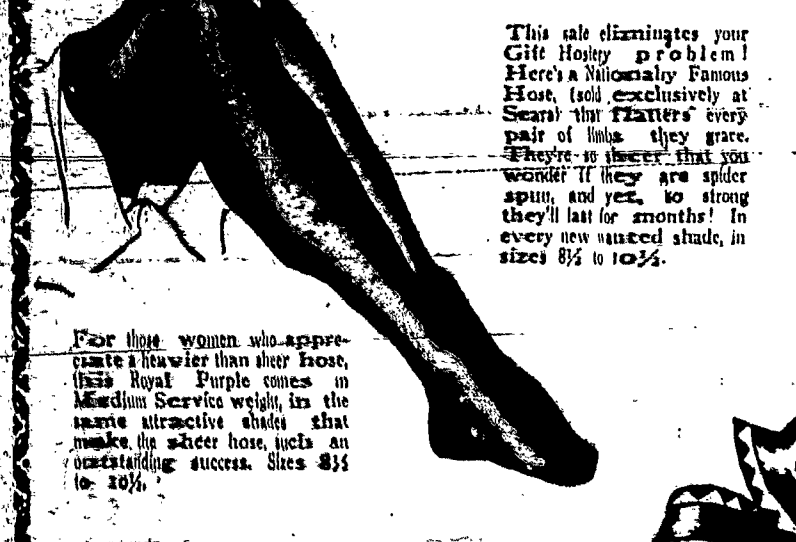 This sale eliminates your
Gift Hosiery problem!
Here's a Nationally Famous
Hose, (sold exclusively at
Sears) that flatters every
pair of limbs they grace.
They're so sheer that you
wonder if they are spider
spun, and yet, so strong
they'll last for months! In
every new wanted shade, in
sizes 8½ to 10½.
For those women who appre-
ciate a heavier than sheer hose,
this Royal Purple comes in
Medium Service weight, in the
same attractive shades that
make the sheer hose, such an
outstanding success. Sizes 8½
to 10½.